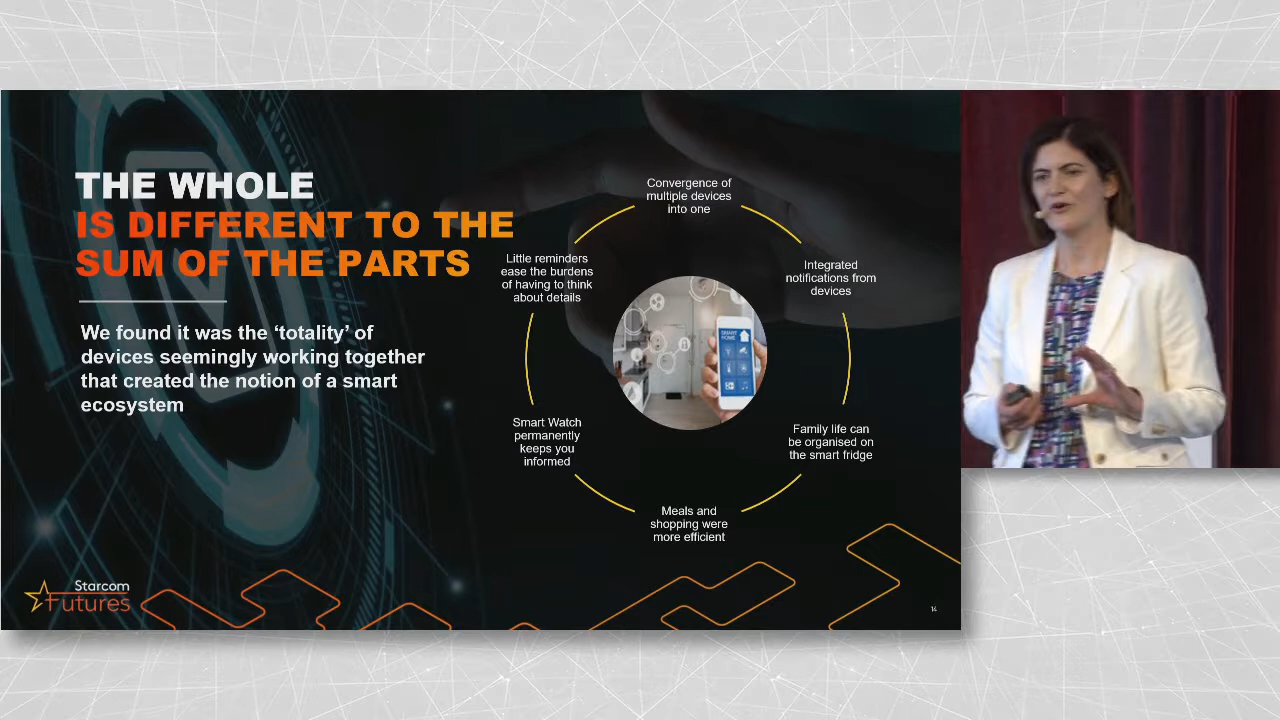 THE WHOLE
IS DIFFERENT TO THE
SUM OF THE PARTS
We found it was the ‘totality’ of
devices seemingly working together
that created the notion of a smart
ecosystem
Convergence of
multiple devices
into one
Integrated
notifications from
devices
Family life can
be organised on
the smart fridge
Meals and
shopping were
more efficient
Smart Watch
permanently
keeps you
informed
Little reminders
ease the burdens
of having to think
about details
SMART
HOME
Starcom
Futures
14